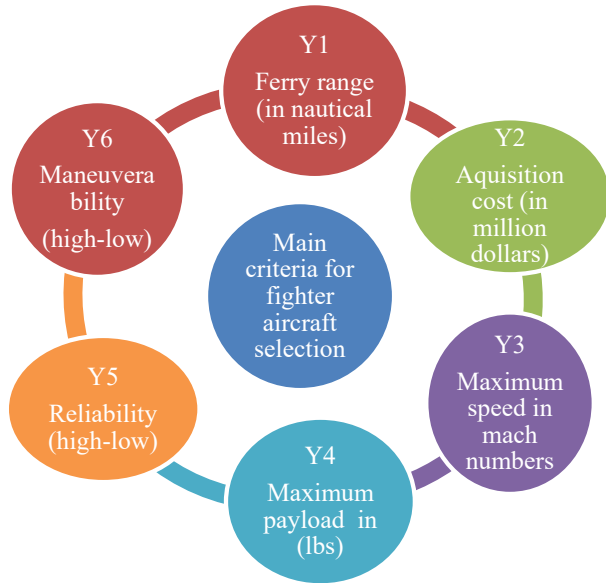 Y1
Ferry range
(in nautical
miles)
Y2
Aquisition
cost (in
million
dollars)
Y3
Maximum
speed in
mach
numbers
Y4
Maximum
payload in
(lbs)
Y5
Reliability
(high-low)
Y6
Maneuvera
bility
(high-low)
Main
criteria for
fighter
aircraft
selection